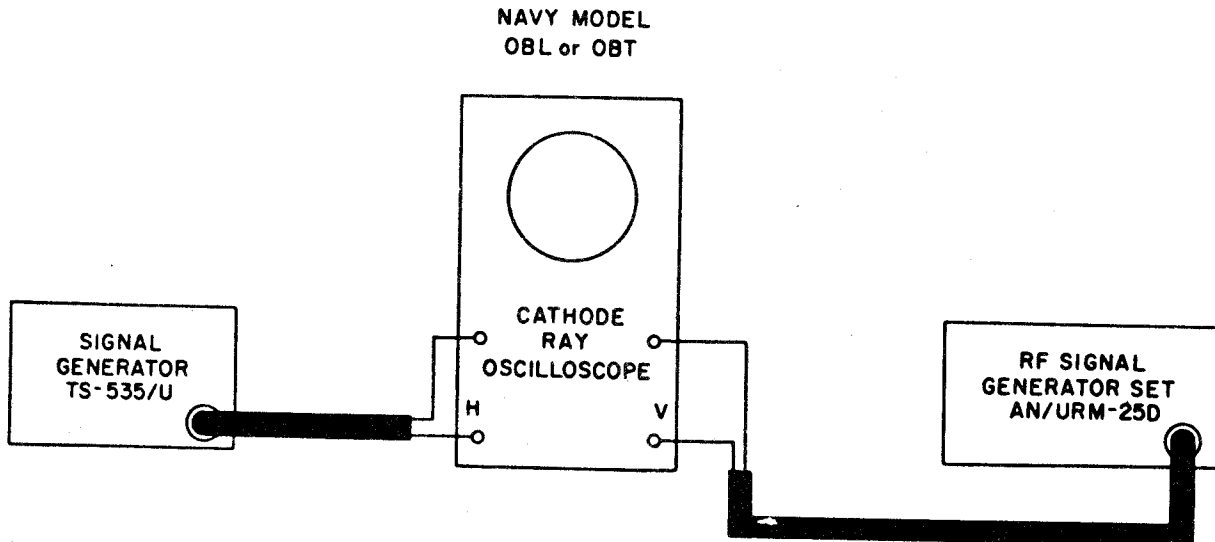 NAVY MODEL
OBL or OBT
CATHODE
RAY
OSCILLOSCOPE
H
V
SIGNAL
GENERATOR
TS-535/U
RF SIGNAL
GENERATOR SET
AN/URM-25D